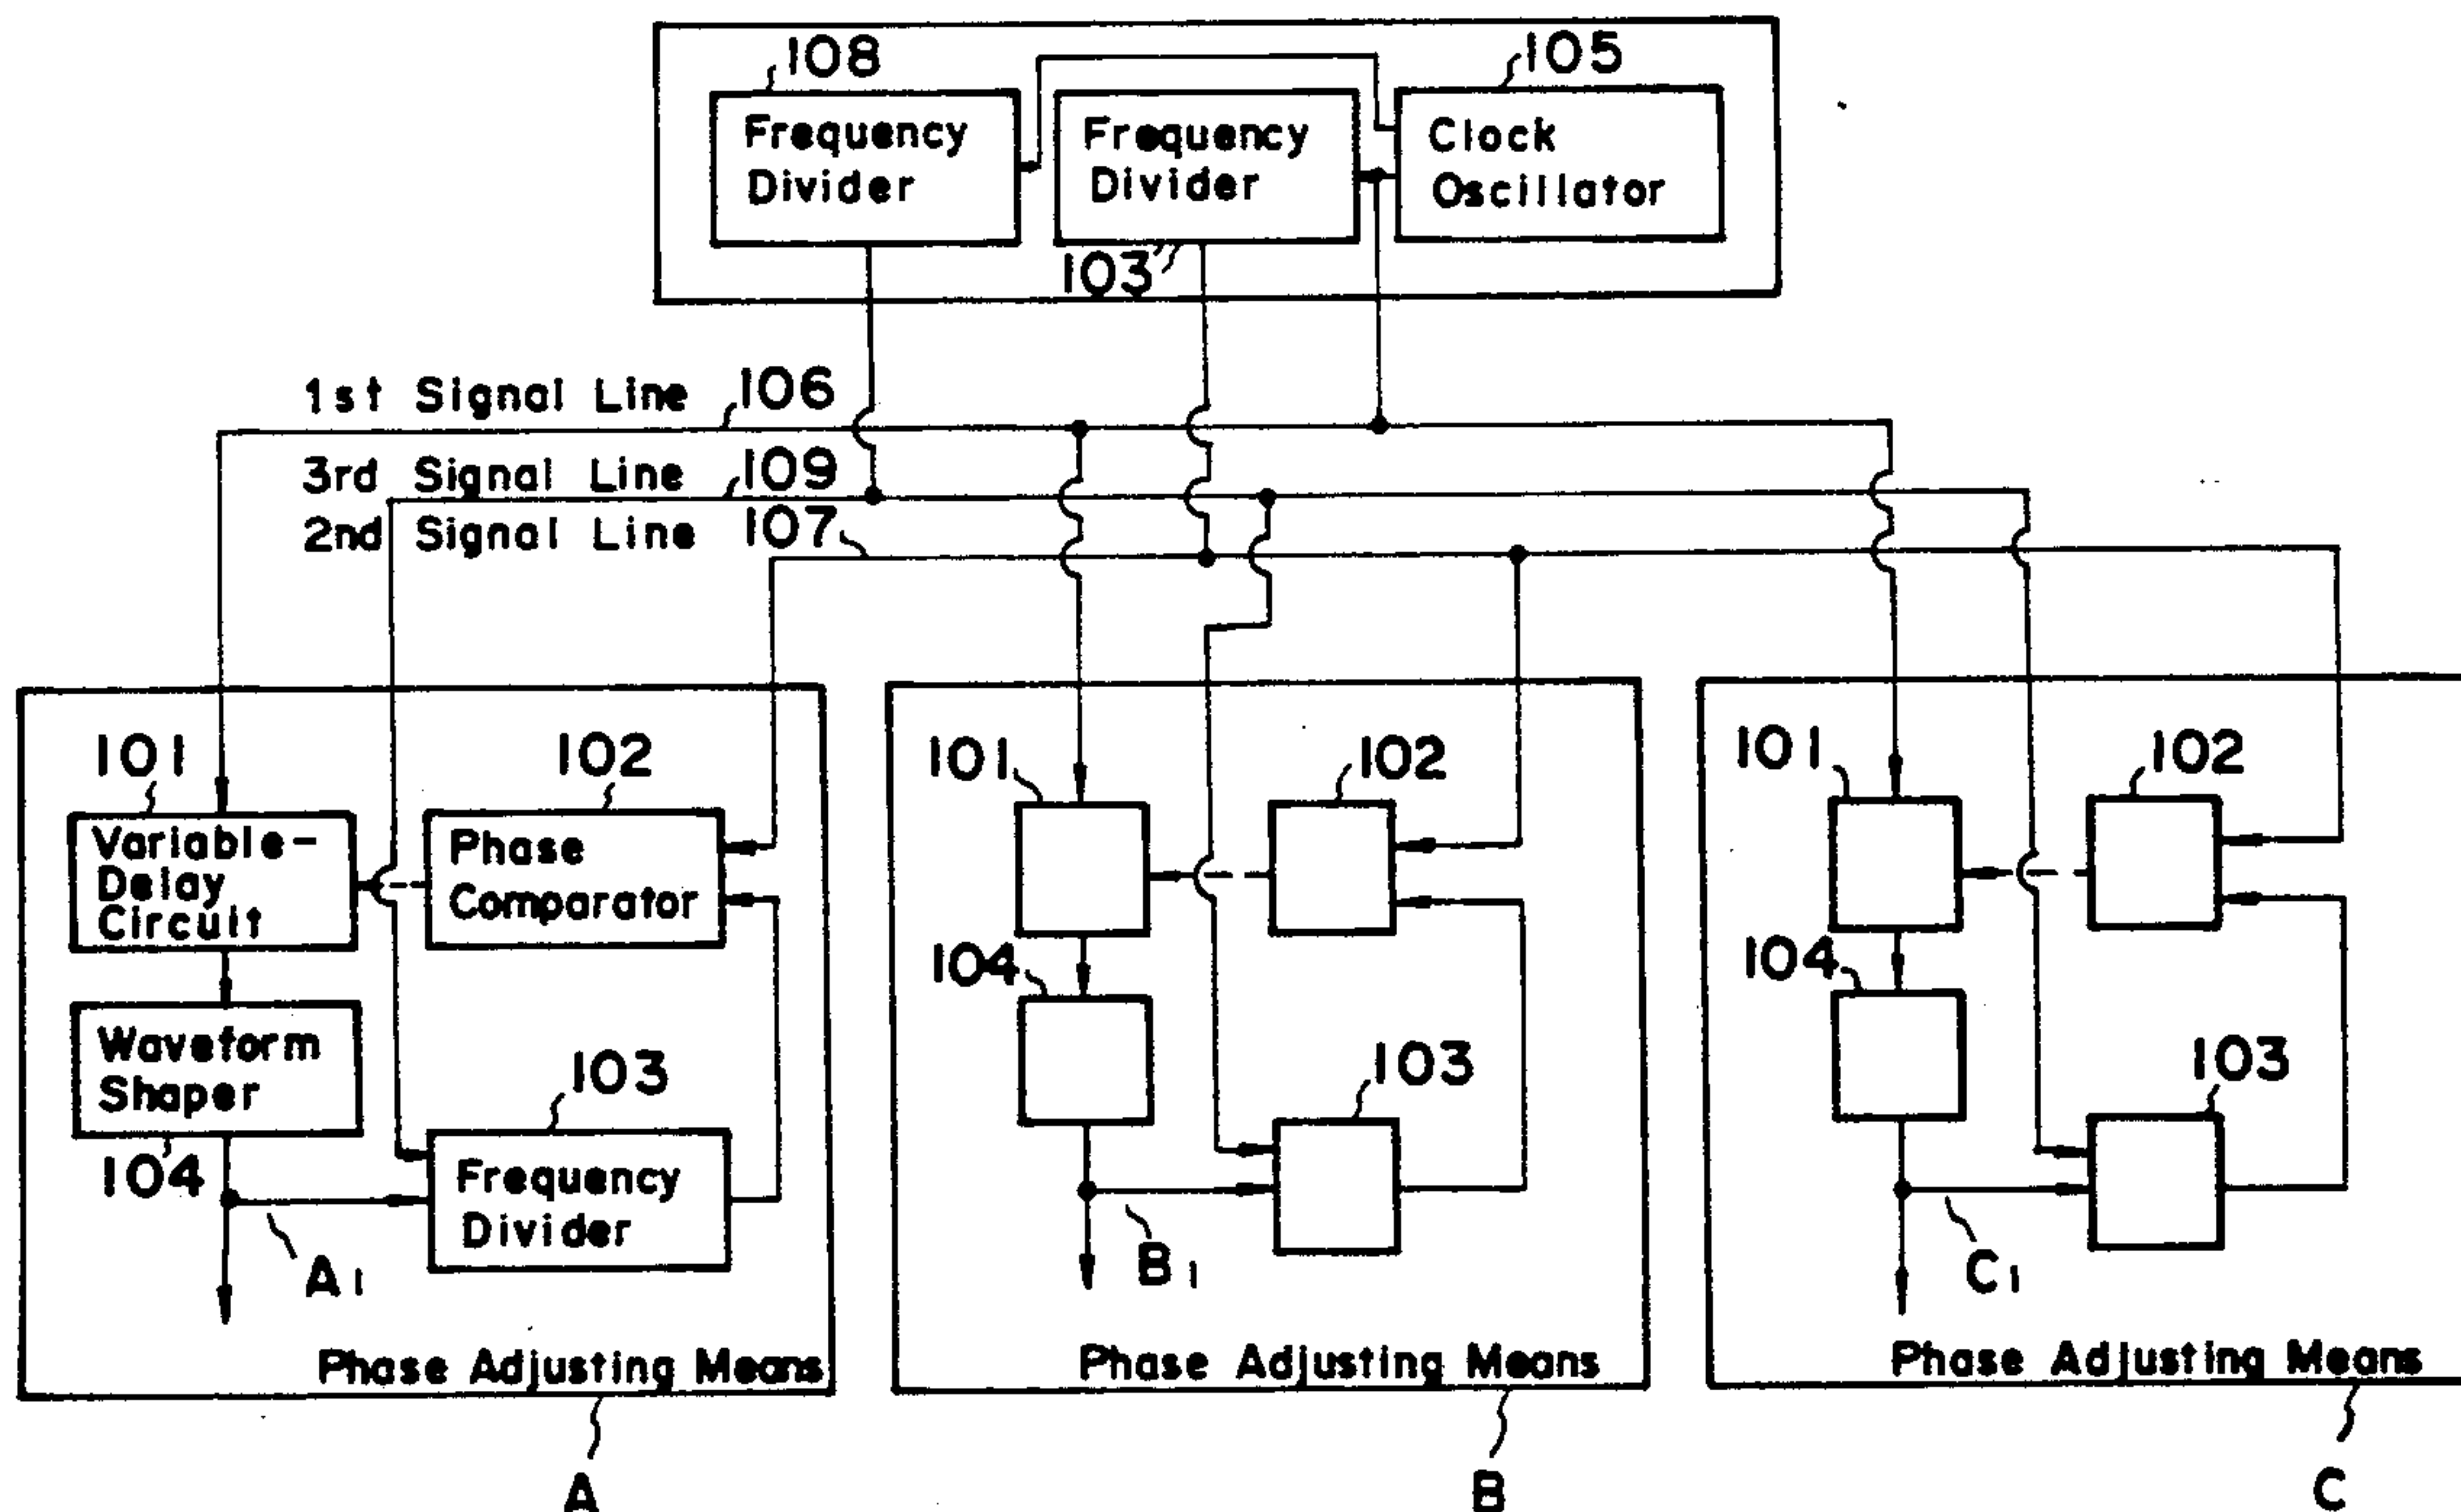 108
105
Frequency
Divider
Frequency
Divider
Clock
Oscillator
103'
1st Signal Line 106
3rd Signal Line 109
2nd Signal Line 107
101
102
Variable-
Delay
Circuit
Phase
Comparator
Waveform
Shaper
104
103
Frequency
Divider
A1
Phase Adjusting Means
A
101
102
104
103
B1
Phase Adjusting Means
B
101
102
104
103
C1
Phase Adjusting Means
C